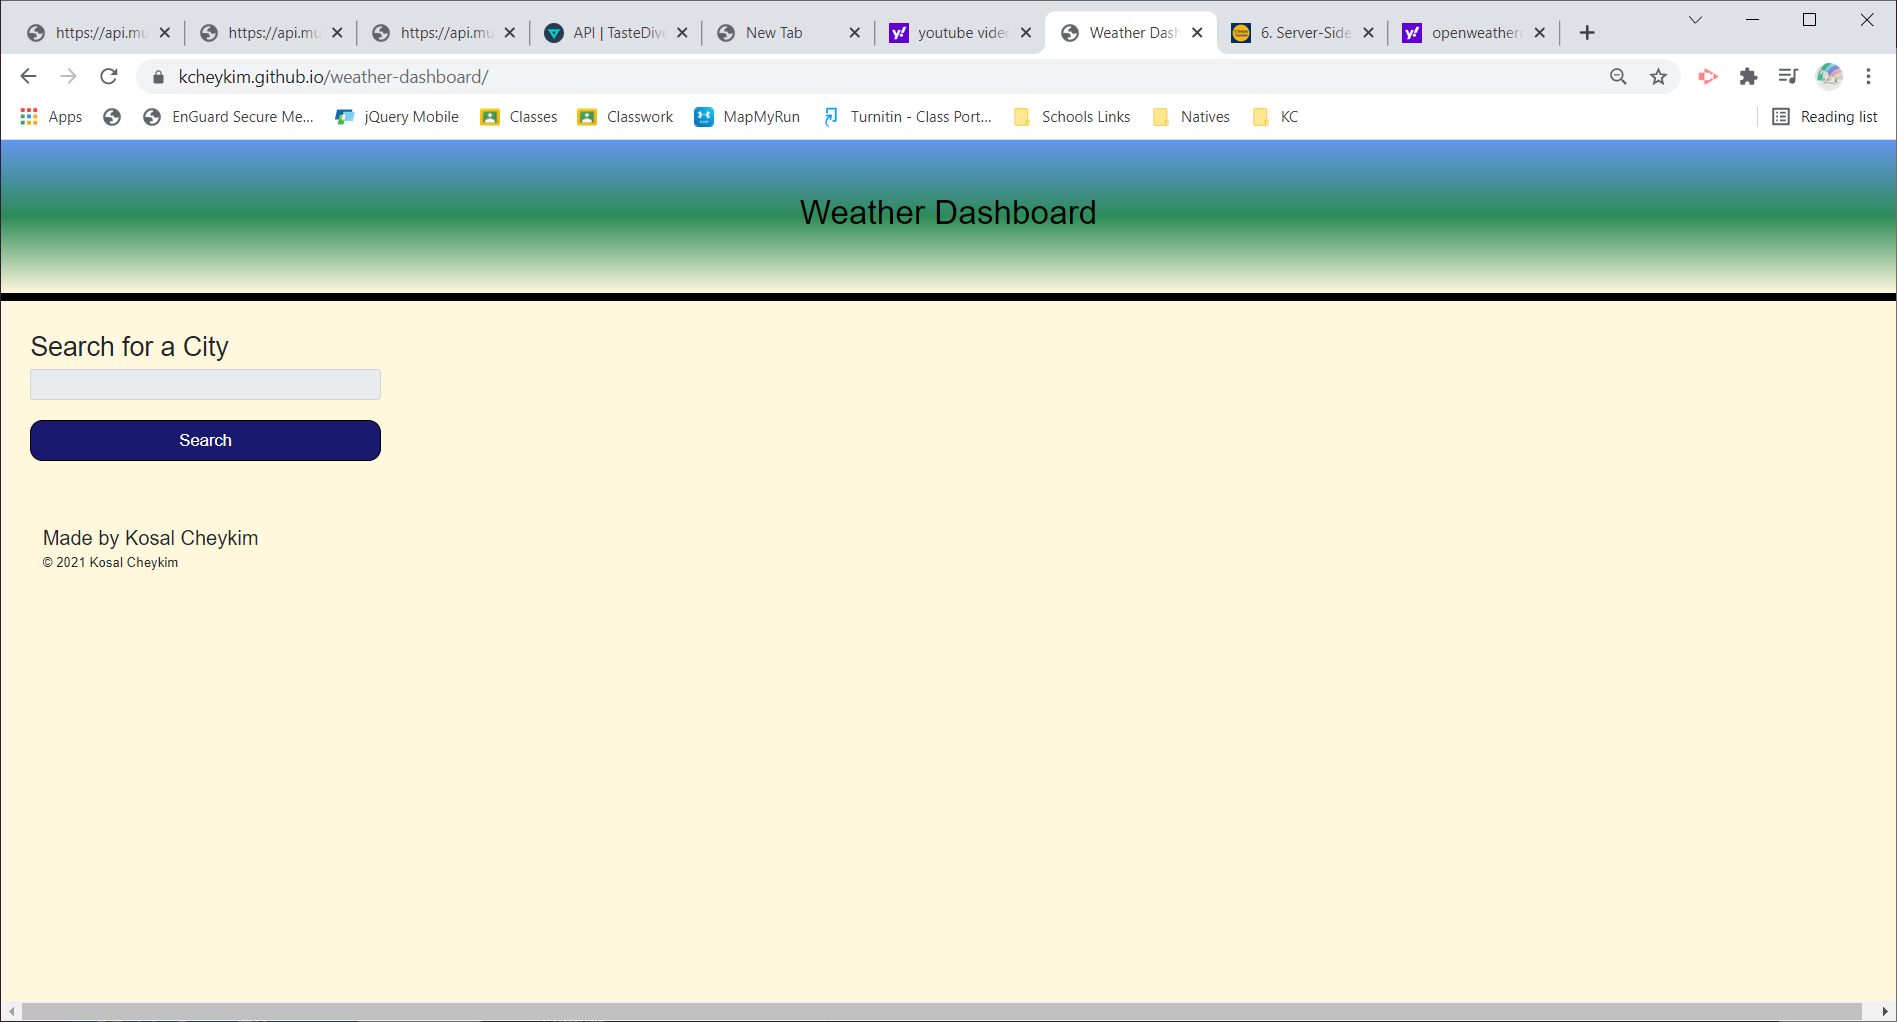 https://api.mu
https://api.mu
https://api.mu
API | TasteDive
New Tab
youtube vide
Weather Dash
6. Server-Side
openweather
kcheykim.github.io/weather-dashboard/
Apps
EnGuard Secure Me...
jQuery Mobile
Classes
Classwork
MapMyRun
Turnitin - Class Port...
Schools Links
Natives
KC
Reading list
Weather Dashboard
Search for a City
Search
Made by Kosal Cheykim
© 2021 Kosal Cheykim